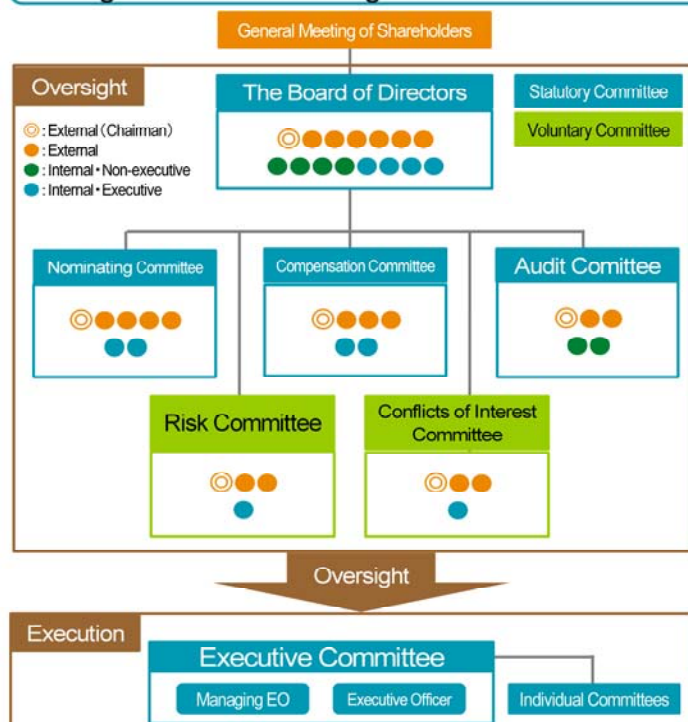 General Meeting of Shareholders
Oversight
The Board of Directors
Statutory Committee
Voluntary Committee
: External (Chairman)
: External
: Internal・Non-executive
: Internal・Executive
Nominating Committee
Compensation Committee
Audit Comittee
Risk Committee
Conflicts of Interest
Committee
Oversight
Execution
Executive Committee
Managing EO
Executive Officer
Individual Committees